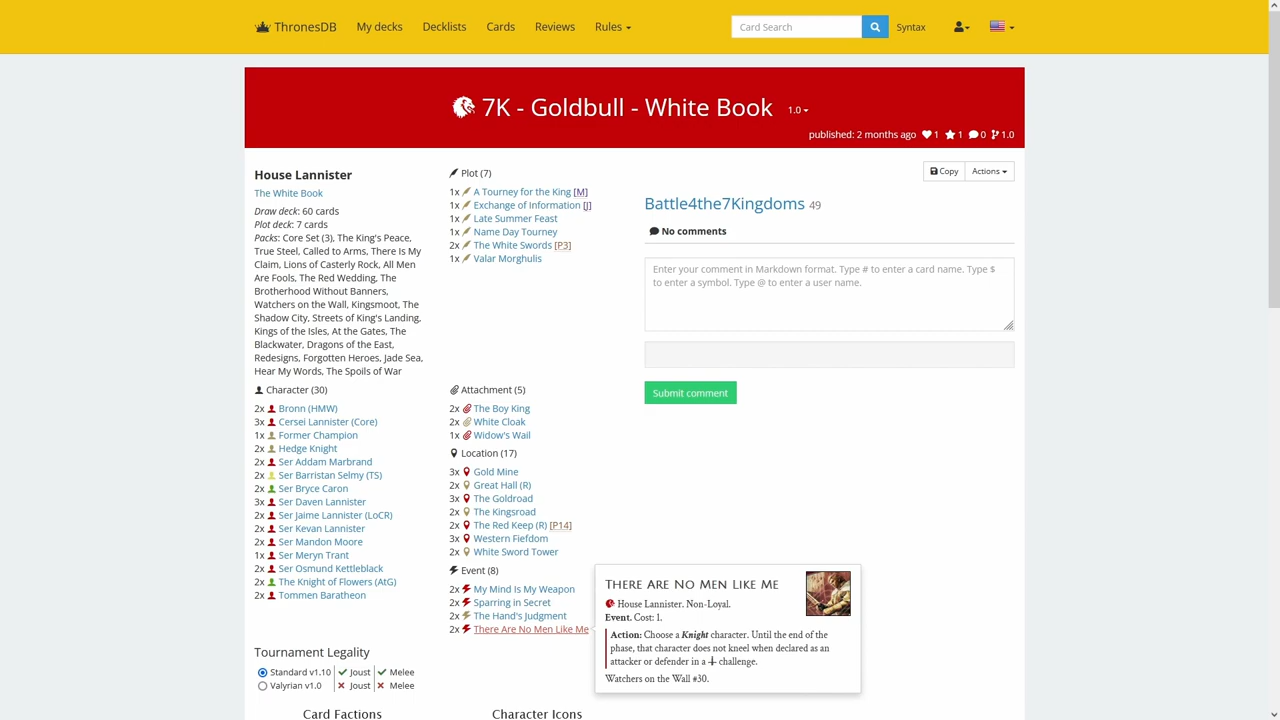 ThronesDB My decks Decklists Cards Reviews Rules Card Search Syntax
7K - Goldbull - White Book 1.0
published: 2 months ago 1 1 0 1.0
House Lannister
The White Book
Draw deck: 60 cards
Plot deck: 7 cards
Packs: Core Set (3), The King's Peace,
True Steel, Called to Arms, There Is My
Claim, Lions of Casterly Rock, All Men
Are Fools, The Red Wedding, The
Brotherhood Without Banners,
Watchers on the Wall, Kingsmoot, The
Shadow City, Streets of King's Landing,
Kings of the Isles, At the Gates, The
Blackwater, Dragons of the East,
Redesigns, Forgotten Heroes, Jade Sea,
Hear My Words, The Spoils of War
Plot (7)
1x A Tourney for the King [M]
1x Exchange of Information [J]
1x Late Summer Feast
1x Name Day Tourney
2x The White Swords [P3]
1x Valar Morghulis
Copy Actions
Battle4the7Kingdoms 49
No comments
Enter your comment in Markdown format. Type # to enter a card name. Type $
to enter a symbol. Type @ to enter a user name.
Submit comment
Character (30)
2x Bronn (HMW)
3x Cersei Lannister (Core)
1x Former Champion
2x Hedge Knight
2x Ser Addam Marbrand
2x Ser Barristan Selmy (TS)
2x Ser Bryce Caron
3x Ser Daven Lannister
2x Ser Jaime Lannister (LoCR)
2x Ser Kevan Lannister
2x Ser Mandon Moore
1x Ser Meryn Trant
2x Ser Osmund Kettleblack
2x The Knight of Flowers (AtG)
2x Tommen Baratheon
Attachment (5)
2x The Boy King
2x White Cloak
1x Widow's Wail
Location (17)
3x Gold Mine
2x Great Hall (R)
3x The Goldroad
2x The Kingsroad
2x The Red Keep (R) [P14]
3x Western Fiefdom
2x White Sword Tower
Event (8)
2x My Mind Is My Weapon
2x Sparring in Secret
2x The Hand's Judgment
2x There Are No Men Like Me
There Are No Men Like Me
House Lannister. Non-Loyal.
Event. Cost: 1.
Action: Choose a Knight character. Until the end of the
phase, that character does not kneel when declared as an
attacker or defender in a challenge.
Watchers on the Wall #30.
Tournament Legality
Standard v1.10 Joust Melee
Valyrian v1.0 Joust Melee
Card Factions
Character Icons